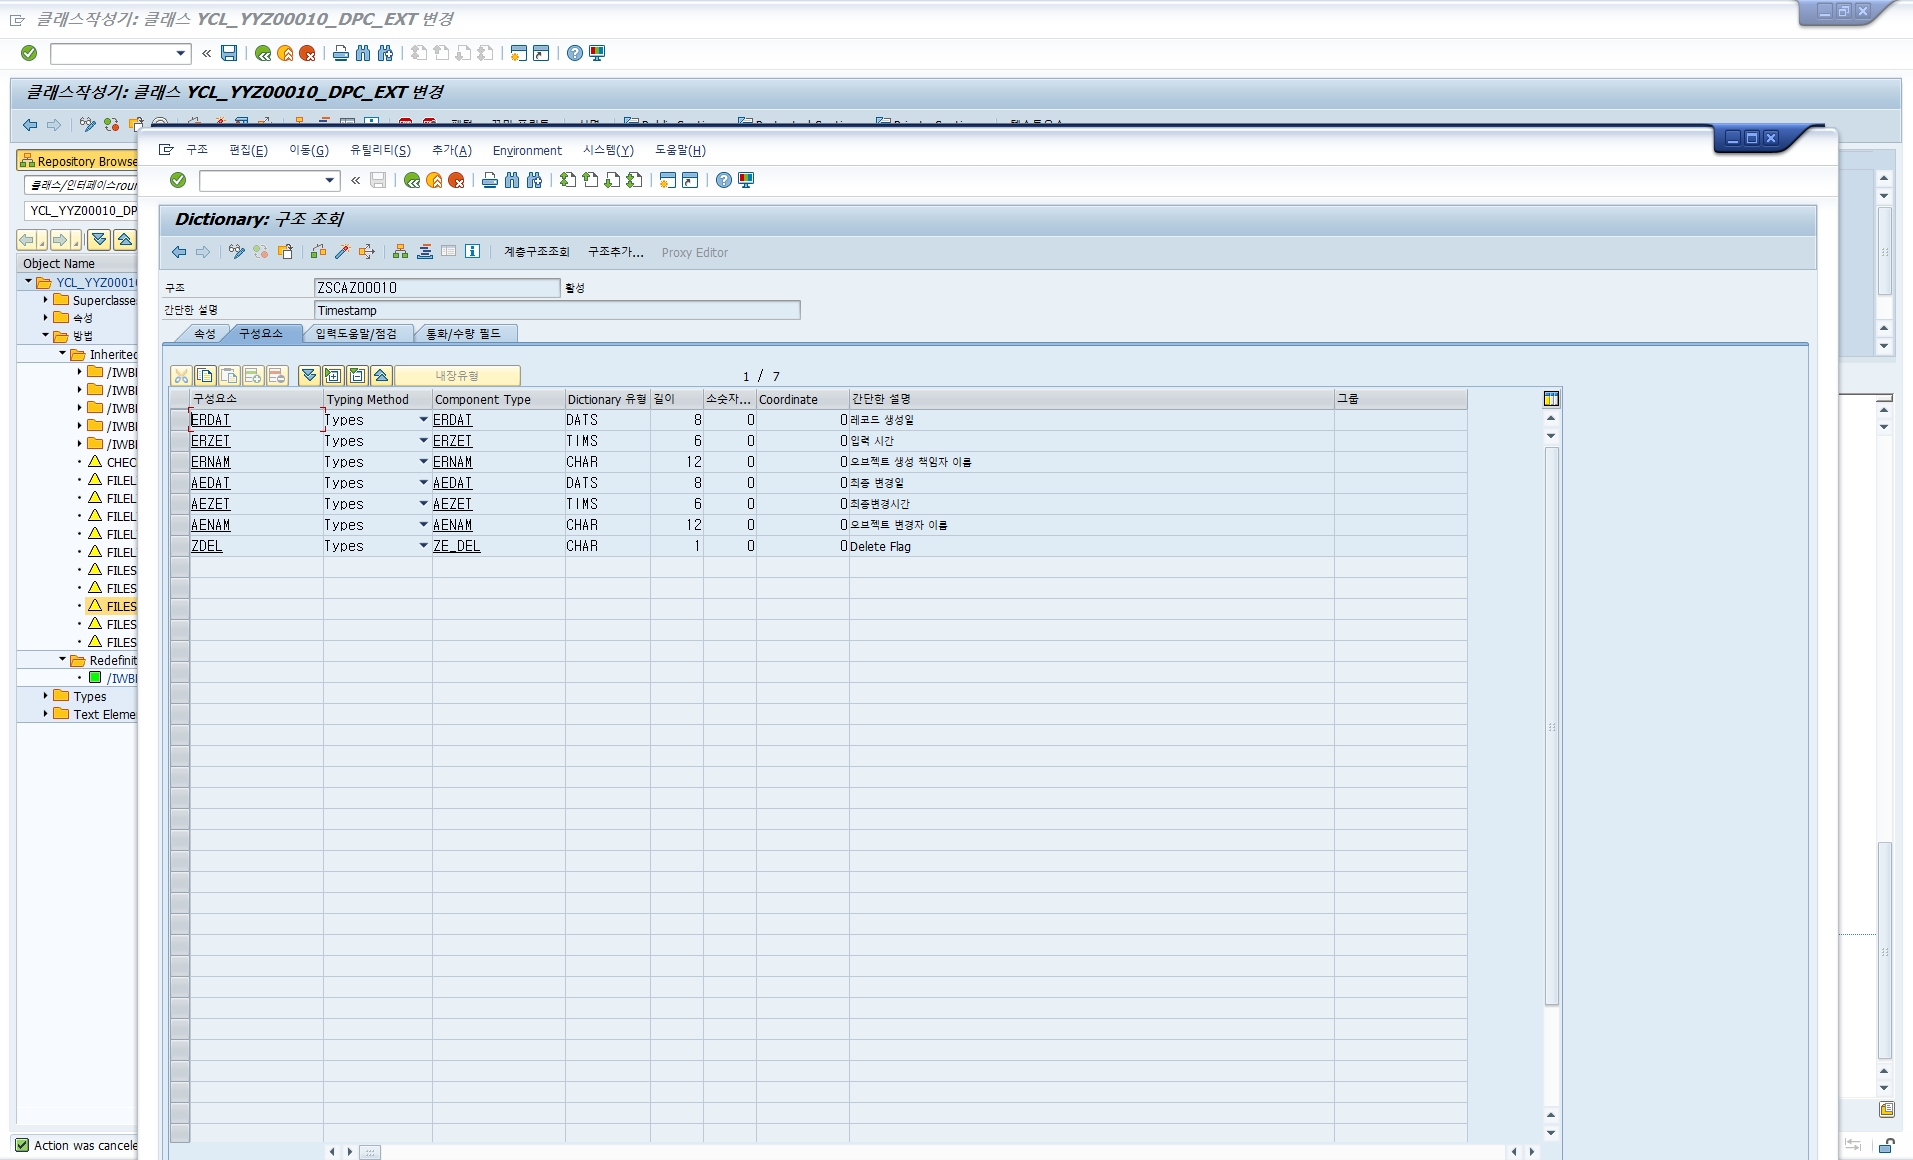 클래스작성기: 클래스 YCL_YYZ00010_DPC_EXT 변경
클래스작성기: 클래스 YCL_YYZ00010_DPC_EXT 변경
구조 편집(E) 이동(G) 유틸리티(S) 추가(A) Environment 시스템(Y) 도움말(H)
Repository Browse
클래스/인터페이스
YCL_YYZ00010_DP
Object Name
YCL_YYZ0001
Superclasse
속성
방법
Inherited
/IWB
/IWB
/IWB
/IWB
/IWB
CHEC
FILEL
FILEL
FILEL
FILEL
FILEL
FILES
FILES
FILES
FILES
FILES
Redefinit
/IWB
Types
Text Eleme
Action was cancele
Dictionary: 구조 조회
계층구조조회 구조추가... Proxy Editor
구조 ZSCAZ00010 활성
간단한 설명 Timestamp
속성 구성요소 입력도움말/점검 통화/수량 필드
내장유형 1 / 7
구성요소 Typing Method Component Type Dictionary 유형 길이 소숫자... Coordinate 간단한 설명 그룹
ERDAT Types ERDAT DATS 8 0 0 레코드 생성일
ERZET Types ERZET TIMS 6 0 0 입력 시간
ERNAM Types ERNAM CHAR 12 0 0 오브젝트 생성 책임자 이름
AEDAT Types AEDAT DATS 8 0 0 최종 변경일
AEZET Types AEZET TIMS 6 0 0 최종변경시간
AENAM Types AENAM CHAR 12 0 0 오브젝트 변경자 이름
ZDEL Types ZE_DEL CHAR 1 0 0 Delete Flag